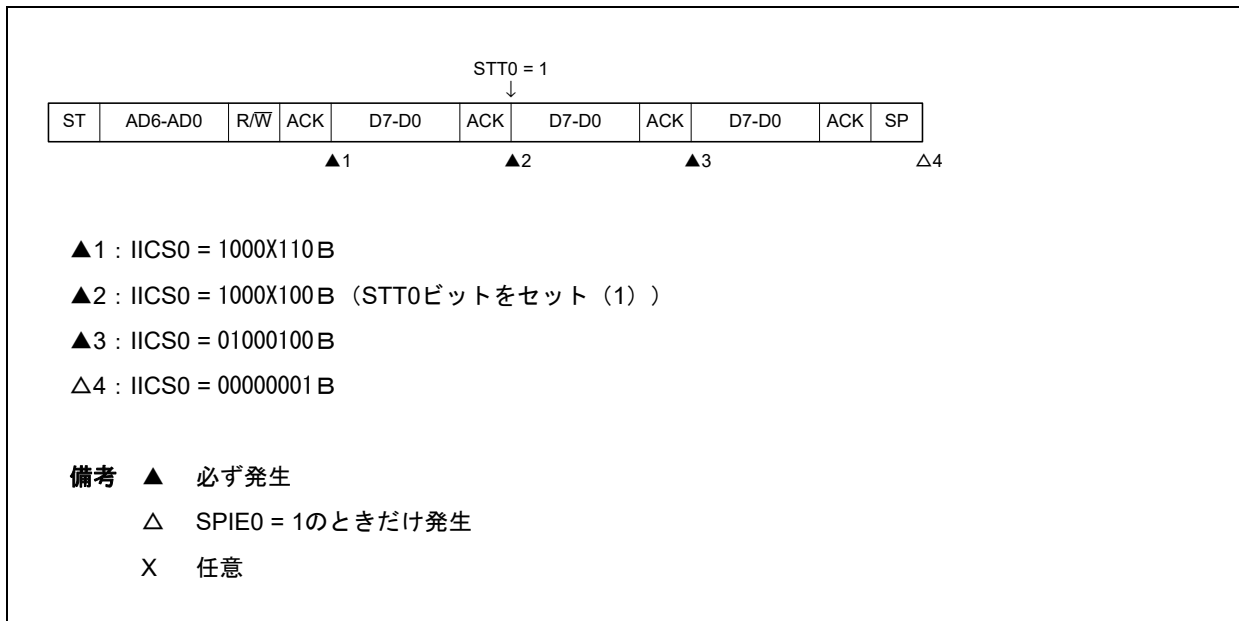 STT0 = 1
↓
ST AD6-AD0 R/W̅ ACK D7-D0 ACK D7-D0 ACK D7-D0 ACK SP
▲1 ▲2 ▲3 △4
▲1：IICS0 = 1000X110B
▲2：IICS0 = 1000X100B（STT0ビットをセット（1））
▲3：IICS0 = 01000100B
△4：IICS0 = 00000001B
備考 ▲ 必ず発生
△ SPIE0 = 1のときだけ発生
X 任意